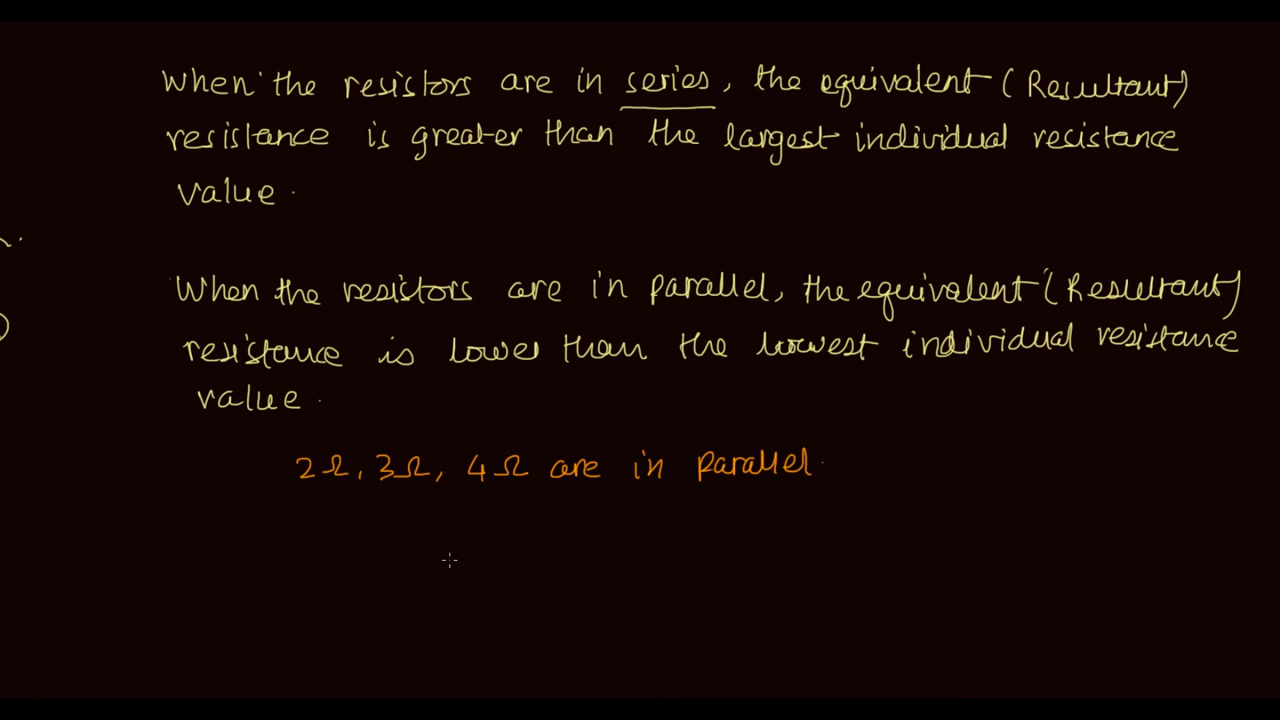 When the resistors are in series, the equivalent (Resultant)
resistance is greater than the largest individual resistance
value.
When the resistors are in parallel, the equivalent (Resultant)
resistance is lower than the lowest individual resistance
value.
2Ω, 3Ω, 4Ω are in parallel.